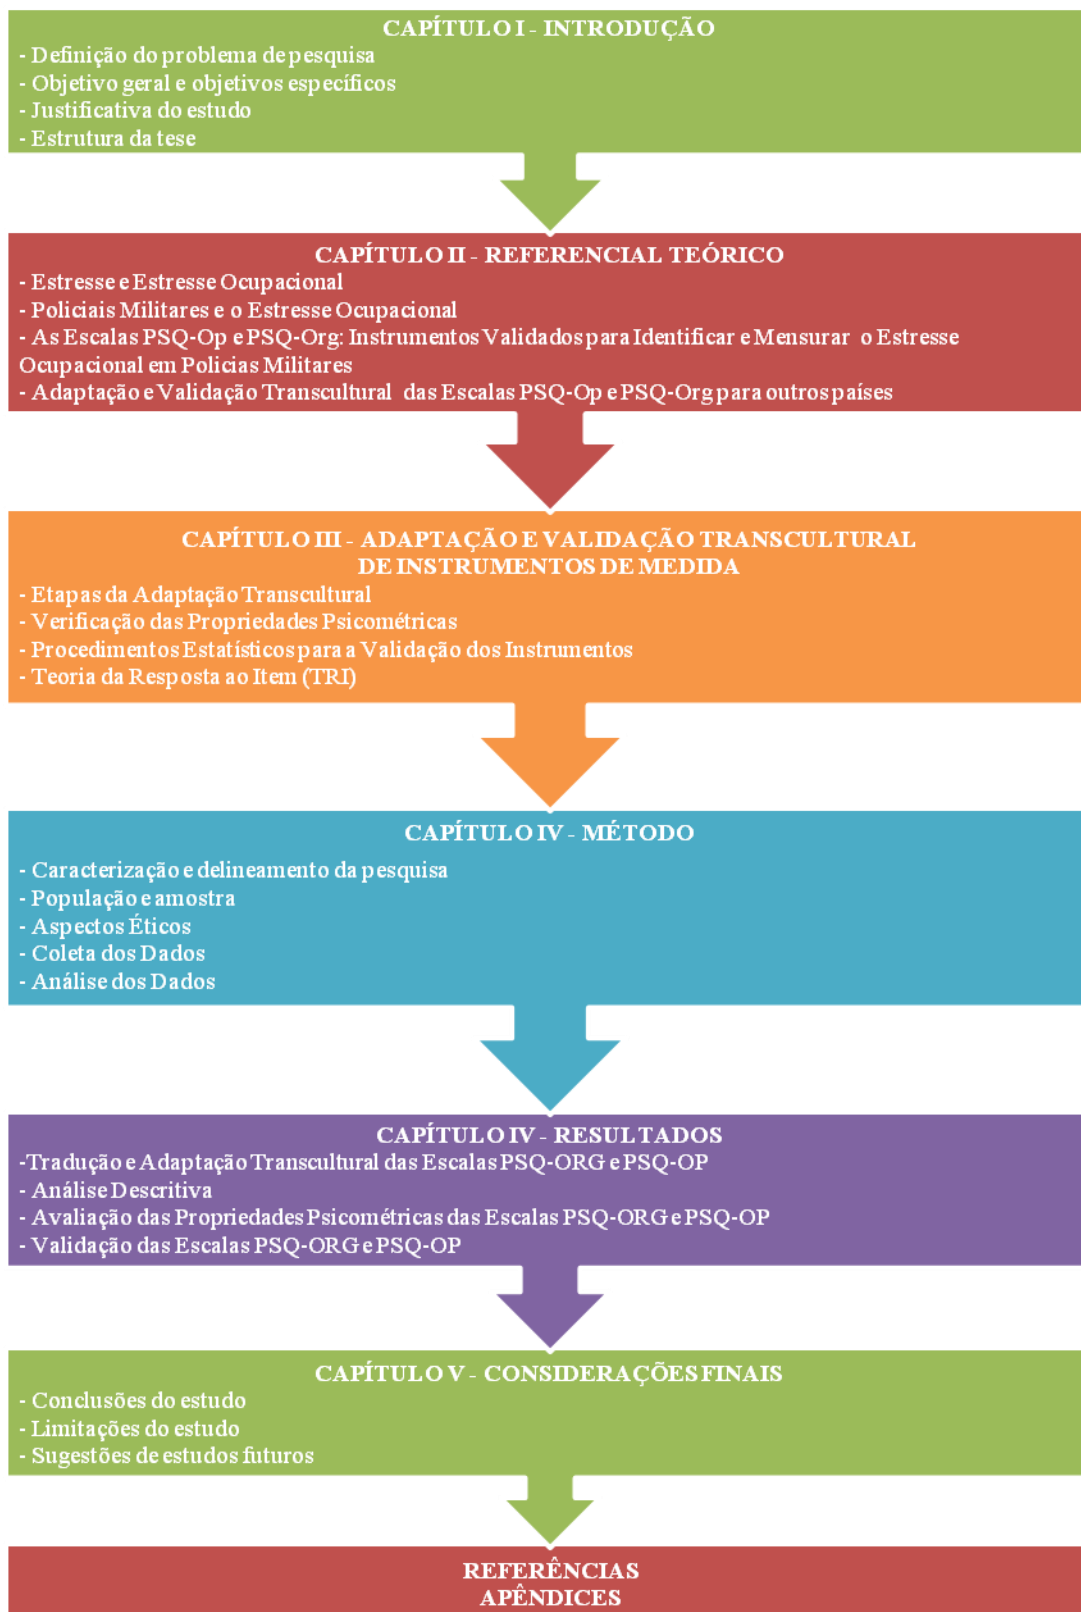 CAPÍTULO I - INTRODUÇÃO
- Definição do problema de pesquisa
- Objetivo geral e objetivos específicos
- Justificativa do estudo
- Estrutura da tese
CAPÍTULO II - REFERENCIAL TEÓRICO
- Estresse e Estresse Ocupacional
- Policiais Militares e o Estresse Ocupacional
- As Escalas PSQ-Op e PSQ-Org: Instrumentos Validados para Identificar e Mensurar o Estresse
Ocupacional em Policias Militares
- Adaptação e Validação Transcultural das Escalas PSQ-Op e PSQ-Org para outros países
CAPÍTULO III - ADAPTAÇÃO E VALIDAÇÃO TRANSCULTURAL
DE INSTRUMENTOS DE MEDIDA
- Etapas da Adaptação Transcultural
- Verificação das Propriedades Psicométricas
- Procedimentos Estatísticos para a Validação dos Instrumentos
- Teoria da Resposta ao Item (TRI)
CAPÍTULO IV - MÉTODO
- Caracterização e delineamento da pesquisa
- População e amostra
- Aspectos Éticos
- Coleta dos Dados
- Análise dos Dados
CAPÍTULO IV - RESULTADOS
-Tradução e Adaptação Transcultural das Escalas PSQ-ORG e PSQ-OP
- Análise Descritiva
- Avaliação das Propriedades Psicométricas das Escalas PSQ-ORG e PSQ-OP
- Validação das Escalas PSQ-ORG e PSQ-OP
CAPÍTULO V - CONSIDERAÇÕES FINAIS
- Conclusões do estudo
- Limitações do estudo
- Sugestões de estudos futuros
REFERÊNCIAS
APÊNDICES